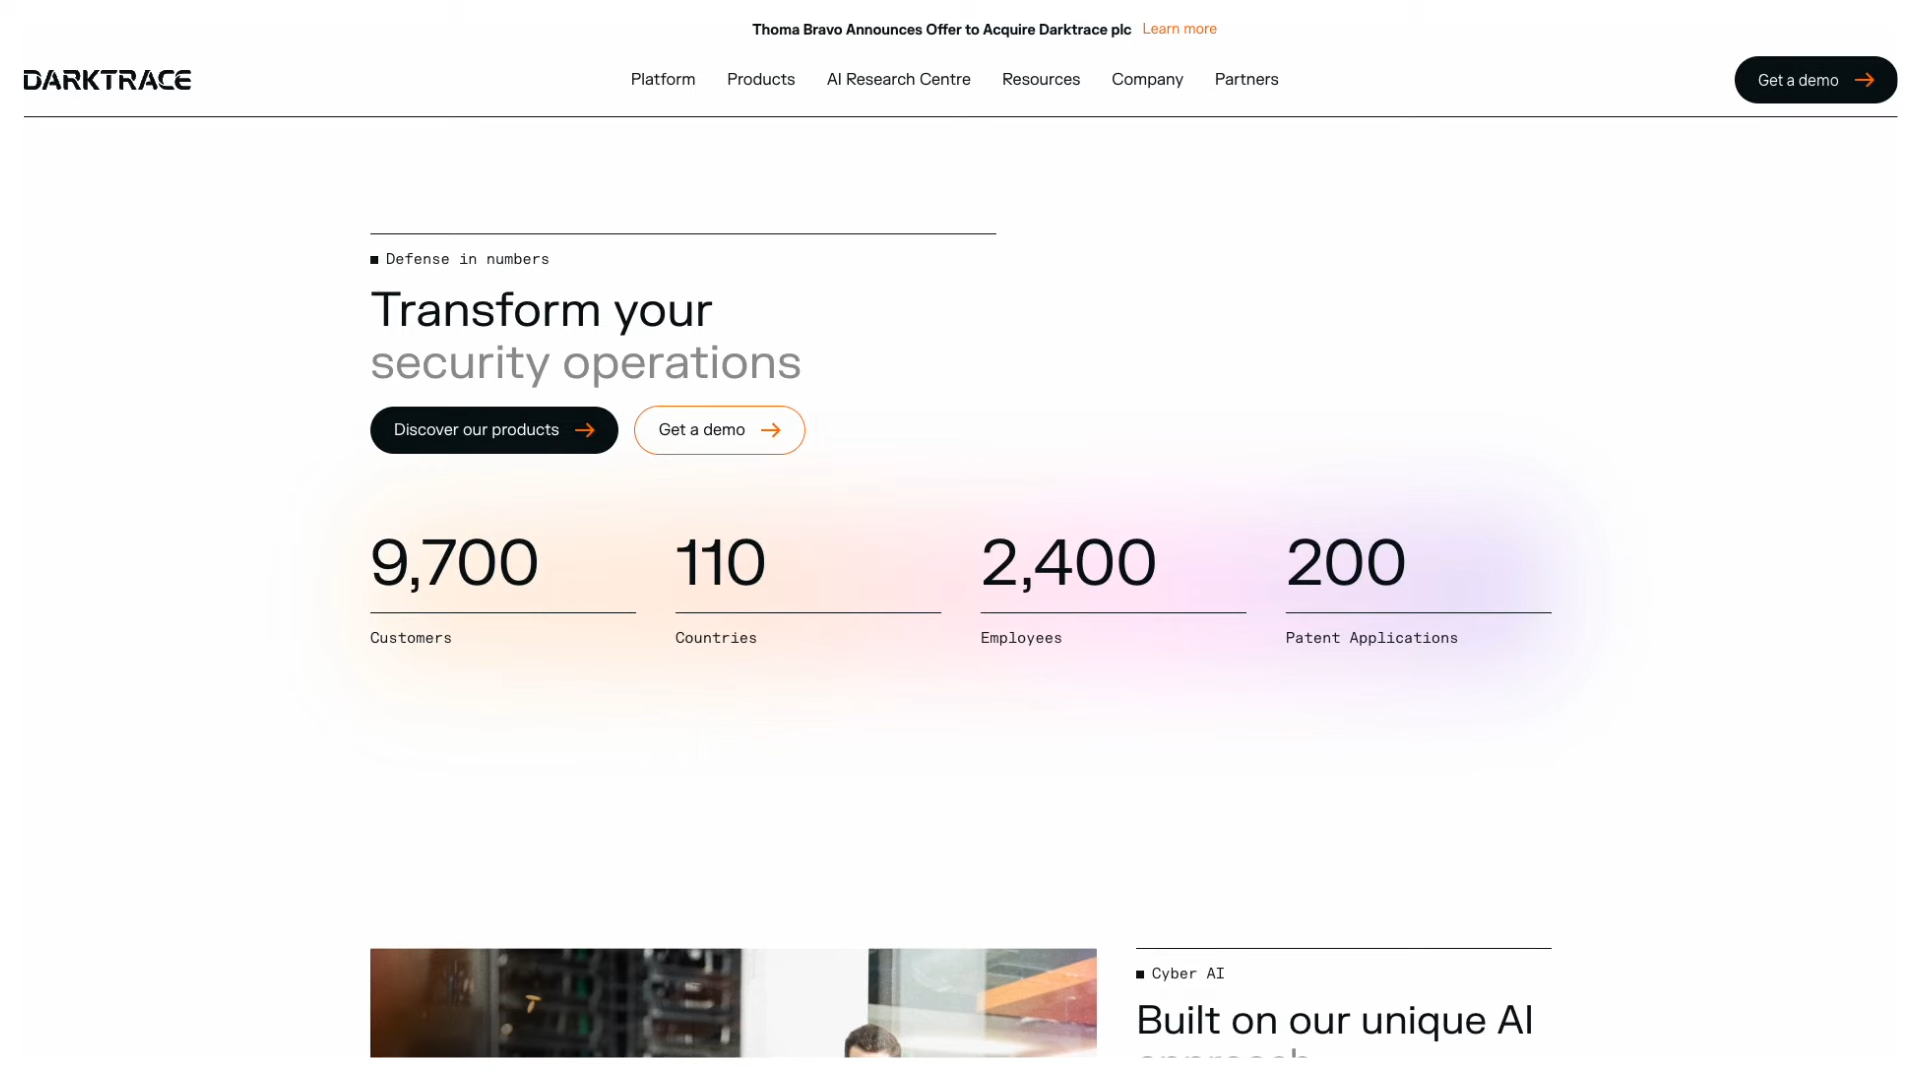 Thoma Bravo Announces Offer to Acquire Darktrace plc Learn more
DARKTRACE
Platform Products AI Research Centre Resources Company Partners
Get a demo
Defense in numbers
Transform your
security operations
Discover our products
Get a demo
9,700
Customers
110
Countries
2,400
Employees
200
Patent Applications
Cyber AI
Built on our unique AI